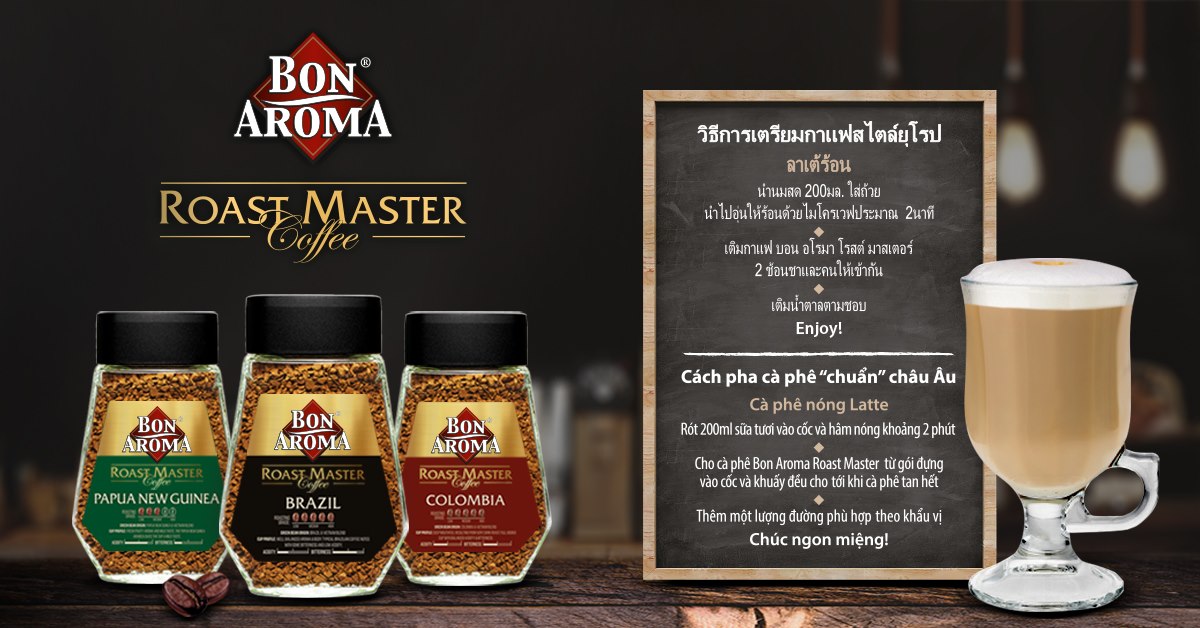 BON®
AROMA
ROAST MASTER
Coffee
วิธีการเตรียมกาแฟสไตล์ยุโรป
ลาเต้ร้อน
นำนมสด 200มล. ใส่ถ้วย
นำไปอุ่นให้ร้อนด้วยไมโครเวฟประมาณ 2นาที
เติมกาแฟ บอน อโรมา โรสต์ มาสเตอร์
2 ช้อนชาและคนให้เข้ากัน
เติมน้ำตาลตามชอบ
Enjoy!
Cách pha cà phê “chuẩn” châu Âu
Cà phê nóng Latte
Rót 200ml sữa tươi vào cốc và hâm nóng khoảng 2 phút
Cho cà phê Bon Aroma Roast Master từ gói đựng
vào cốc và khuấy đều cho tới khi cà phê tan hết
Thêm một lượng đường phù hợp theo khẩu vị
Chúc ngon miệng!
BON
AROMA
ROAST MASTER
Coffee
PAPUA NEW GUINEA
BON
AROMA
ROAST MASTER
Coffee
BRAZIL
ACIDITY BITTERNESS
BON
AROMA
ROAST MASTER
Coffee
COLOMBIA